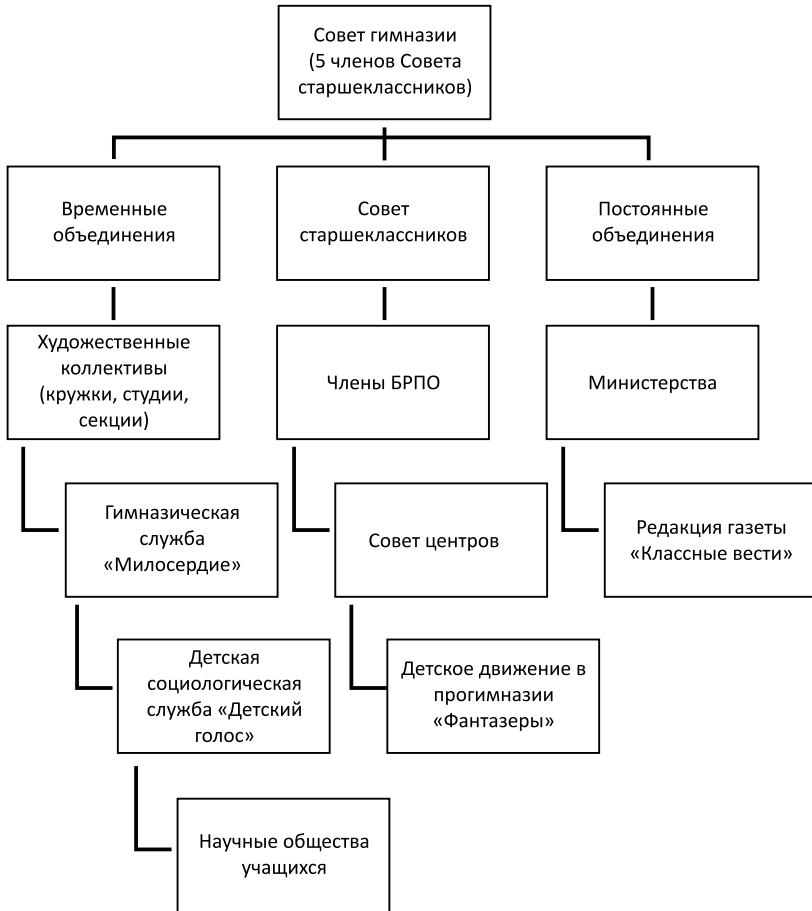 Совет гимназии
(5 членов Совета
старшеклассников)
Временные
объединения
Совет
старшеклассников
Постоянные
объединения
Художественные
коллективы
(кружки, студии,
секции)
Члены БРПО
Министерства
Гимназическая
служба
«Милосердие»
Совет центров
Редакция газеты
«Классные вести»
Детская
социологическая
служба «Детский
голос»
Детское движение в
прогимназии
«Фантазеры»
Научные общества
учащихся